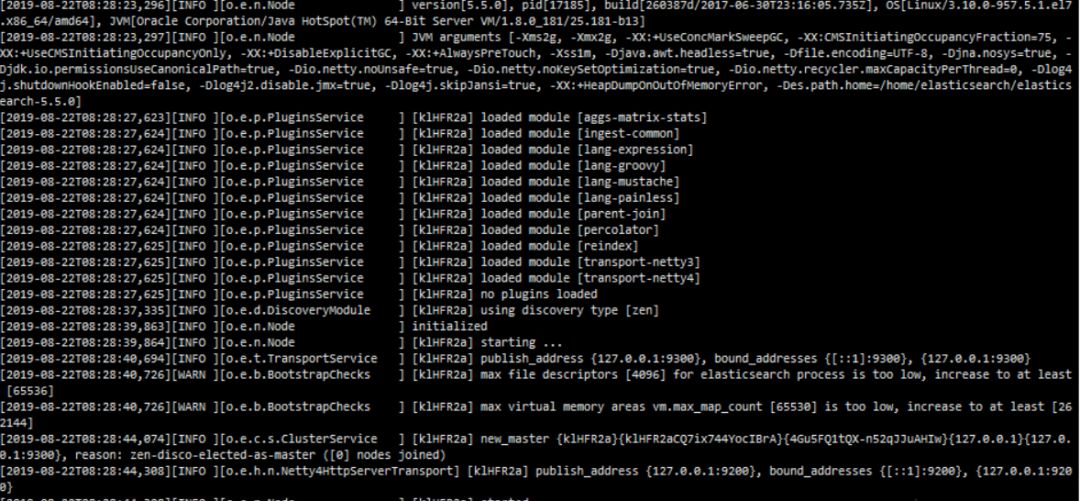 [2019-08-22T08:28:23,296][INFO ][o.e.n.Node               ] version[5.5.0], pid[17185], build[260387d/2017-06-30T23:16:05.735Z], OS[Linux/3.10.0-957.5.1.el7
.x86_64/amd64], JVM[Oracle Corporation/Java HotSpot(TM) 64-Bit Server VM/1.8.0_181/25.181-b13]
[2019-08-22T08:28:23,297][INFO ][o.e.n.Node               ] JVM arguments [-Xms2g, -Xmx2g, -XX:+UseConcMarkSweepGC, -XX:CMSInitiatingOccupancyFraction=75, -
XX:+UseCMSInitiatingOccupancyOnly, -XX:+DisableExplicitGC, -XX:+AlwaysPreTouch, -Xss1m, -Djava.awt.headless=true, -Dfile.encoding=UTF-8, -Djna.nosys=true, -
Djdk.io.permissionsUseCanonicalPath=true, -Dio.netty.noUnsafe=true, -Dio.netty.noKeySetOptimization=true, -Dio.netty.recycler.maxCapacityPerThread=0, -Dlog4
j.shutdownHookEnabled=false, -Dlog4j2.disable.jmx=true, -Dlog4j.skipJansi=true, -XX:+HeapDumpOnOutOfMemoryError, -Des.path.home=/home/elasticsearch/elastics
earch-5.5.0]
[2019-08-22T08:28:27,623][INFO ][o.e.p.PluginsService     ] [klHFR2a] loaded module [aggs-matrix-stats]
[2019-08-22T08:28:27,624][INFO ][o.e.p.PluginsService     ] [klHFR2a] loaded module [ingest-common]
[2019-08-22T08:28:27,624][INFO ][o.e.p.PluginsService     ] [klHFR2a] loaded module [lang-expression]
[2019-08-22T08:28:27,624][INFO ][o.e.p.PluginsService     ] [klHFR2a] loaded module [lang-groovy]
[2019-08-22T08:28:27,624][INFO ][o.e.p.PluginsService     ] [klHFR2a] loaded module [lang-mustache]
[2019-08-22T08:28:27,624][INFO ][o.e.p.PluginsService     ] [klHFR2a] loaded module [lang-painless]
[2019-08-22T08:28:27,624][INFO ][o.e.p.PluginsService     ] [klHFR2a] loaded module [parent-join]
[2019-08-22T08:28:27,624][INFO ][o.e.p.PluginsService     ] [klHFR2a] loaded module [percolator]
[2019-08-22T08:28:27,625][INFO ][o.e.p.PluginsService     ] [klHFR2a] loaded module [reindex]
[2019-08-22T08:28:27,625][INFO ][o.e.p.PluginsService     ] [klHFR2a] loaded module [transport-netty3]
[2019-08-22T08:28:27,625][INFO ][o.e.p.PluginsService     ] [klHFR2a] loaded module [transport-netty4]
[2019-08-22T08:28:27,625][INFO ][o.e.p.PluginsService     ] [klHFR2a] no plugins loaded
[2019-08-22T08:28:37,335][INFO ][o.e.d.DiscoveryModule    ] [klHFR2a] using discovery type [zen]
[2019-08-22T08:28:39,863][INFO ][o.e.n.Node               ] initialized
[2019-08-22T08:28:39,864][INFO ][o.e.n.Node               ] [klHFR2a] starting ...
[2019-08-22T08:28:40,694][INFO ][o.e.t.TransportService   ] [klHFR2a] publish_address {127.0.0.1:9300}, bound_addresses {[::1]:9300}, {127.0.0.1:9300}
[2019-08-22T08:28:40,726][WARN ][o.e.b.BootstrapChecks    ] [klHFR2a] max file descriptors [4096] for elasticsearch process is too low, increase to at least
 [65536]
[2019-08-22T08:28:40,726][WARN ][o.e.b.BootstrapChecks    ] [klHFR2a] max virtual memory areas vm.max_map_count [65530] is too low, increase to at least [26
2144]
[2019-08-22T08:28:44,074][INFO ][o.e.c.s.ClusterService   ] [klHFR2a] new_master {klHFR2a}{klHFR2aCQ7ix744YocIBrA}{4Gu5FQ1tQX-n52qJJuAHIw}{127.0.0.1}{127.0.
0.1:9300}, reason: zen-disco-elected-as-master ([0] nodes joined)
[2019-08-22T08:28:44,308][INFO ][o.e.h.n.Netty4HttpServerTransport] [klHFR2a] publish_address {127.0.0.1:9200}, bound_addresses {[::1]:9200}, {127.0.0.1:920
0}